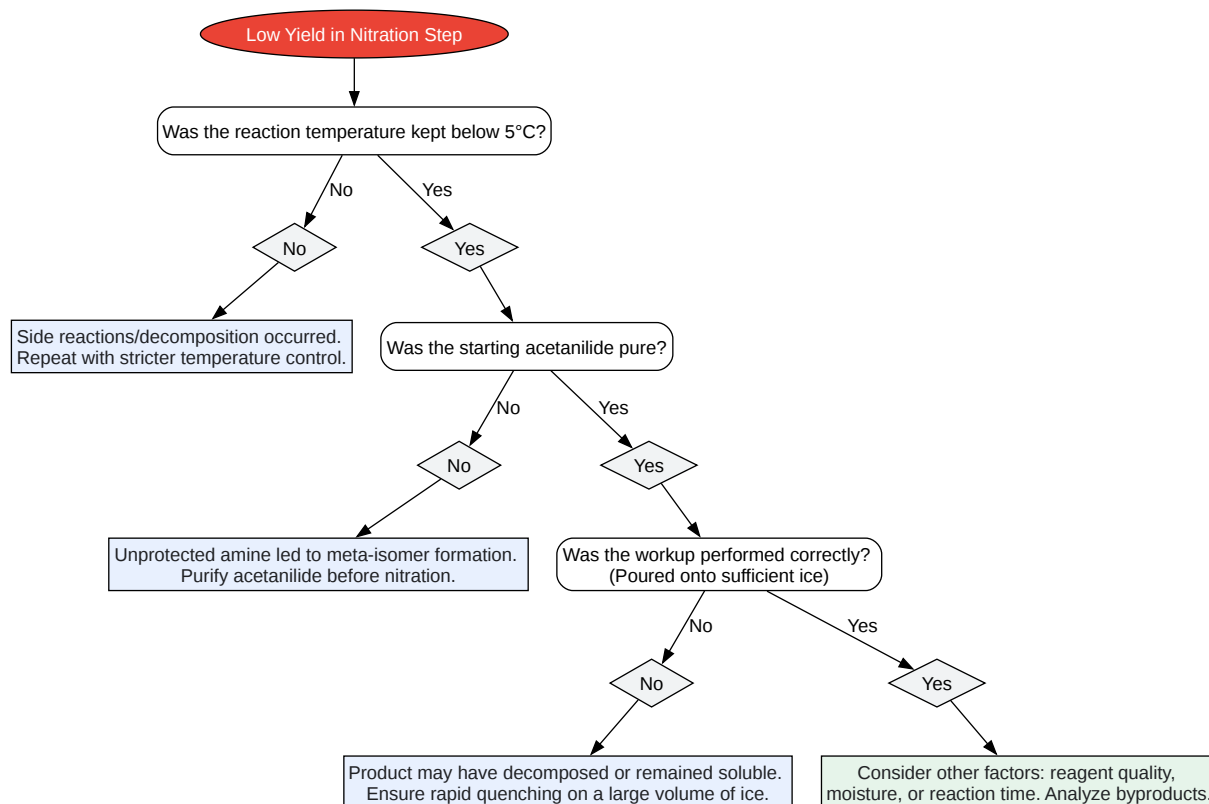 Low Yield in Nitration Step
Was the reaction temperature kept below 5°C?
No
Yes
No
Yes
Side reactions/decomposition occurred.
Repeat with stricter temperature control.
Was the starting acetanilide pure?
No
Yes
No
Yes
Unprotected amine led to meta-isomer formation.
Purify acetanilide before nitration.
Was the workup performed correctly?
(Poured onto sufficient ice)
No
Yes
No
Yes
Product may have decomposed or remained soluble.
Ensure rapid quenching on a large volume of ice.
Consider other factors: reagent quality,
moisture, or reaction time. Analyze byproducts.